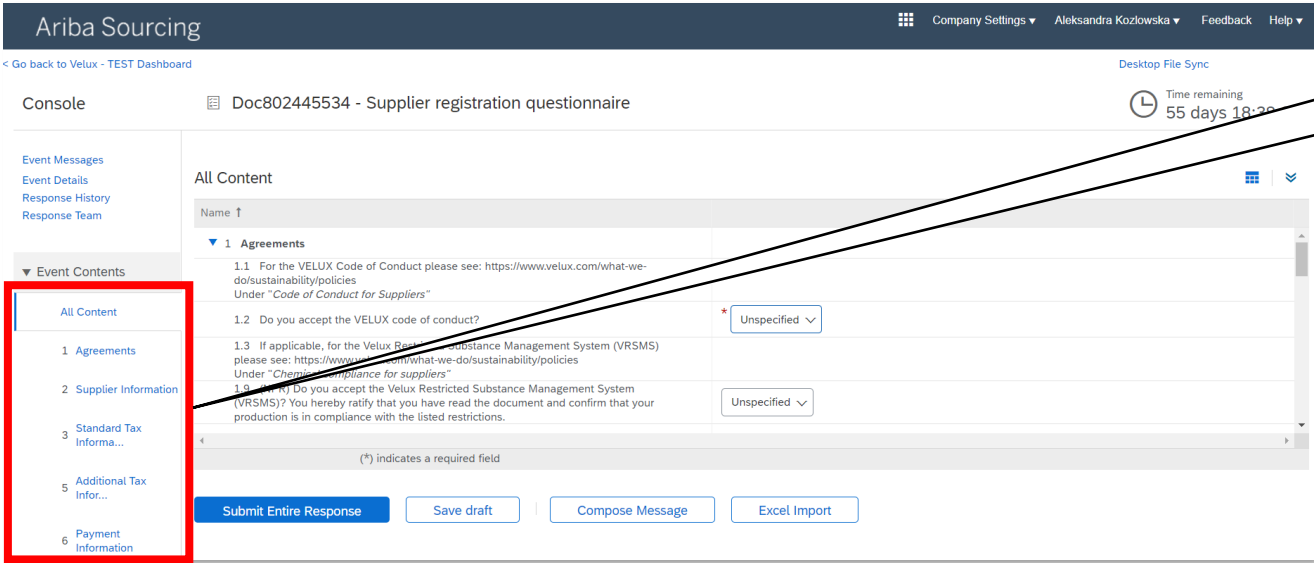 Ariba Sourcing
Company Settings ▾ Aleksandra Kozlowska ▾ Feedback Help ▾
< Go back to Velux - TEST Dashboard
Desktop File Sync
Console
Doc802445534 - Supplier registration questionnaire
Time remaining
55 days 18:38
Event Messages
Event Details
Response History
Response Team
▼ Event Contents
All Content
1 Agreements
2 Supplier Information
3 Standard Tax
Informa...
5 Additional Tax
Infor...
6 Payment
Information
All Content
Name ↑
▼ 1 Agreements
1.1 For the VELUX Code of Conduct please see: https://www.velux.com/what-we-
do/sustainability/policies
Under "Code of Conduct for Suppliers"
1.2 Do you accept the VELUX code of conduct?
* Unspecified
1.3 If applicable, for the Velux Restricted Substance Management System (VRSMS)
please see: https://www.velux.com/what-we-do/sustainability/policies
Under "Chemical compliance for suppliers"
1.9 Do you accept the Velux Restricted Substance Management System
(VRSMS)? You hereby ratify that you have read the document and confirm that your
production is in compliance with the listed restrictions.
Unspecified
(*) indicates a required field
Submit Entire Response
Save draft
Compose Message
Excel Import